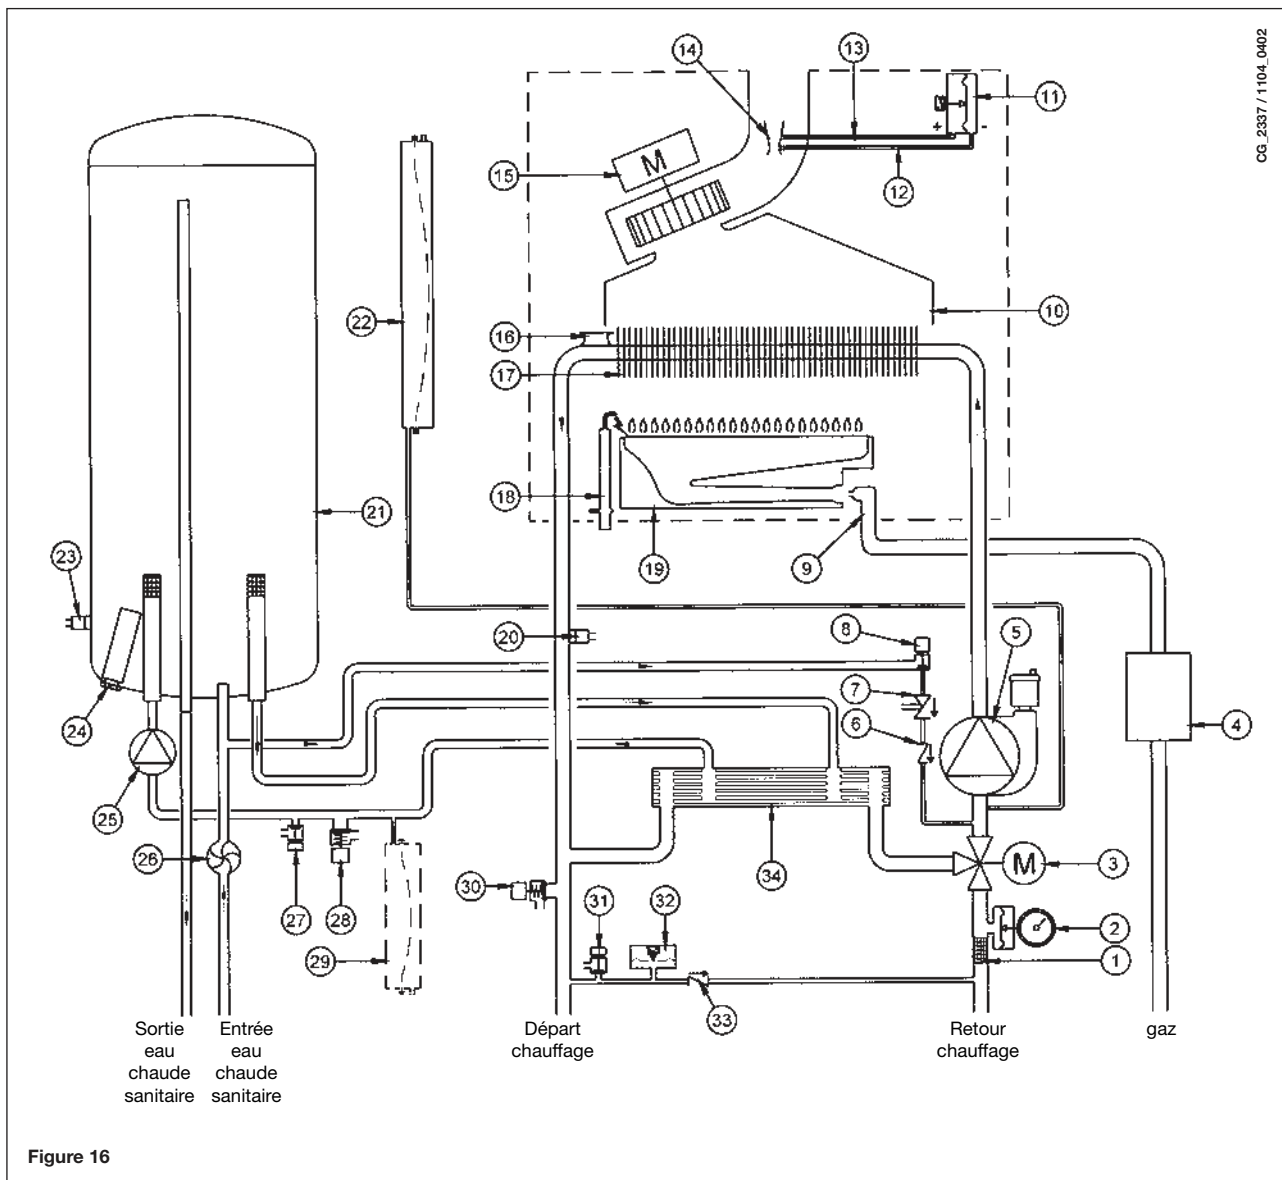 CG_2337 / 1104_0402
14
13
11
+ -
M
15
12
22
10
16
17
18
21
9
19
23
20
8
5
7
24
6
4
25
26
34
M
3
30
31
32
27
28
2
29
1
33
Sortie
eau
chaude
sanitaire
Entrée
eau
chaude
sanitaire
Départ
chauffage
Retour
chauffage
gaz
Figure 16